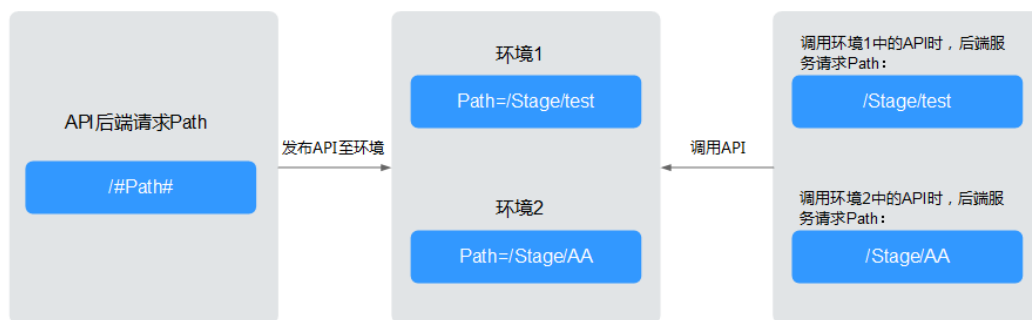 API后端请求Path
/#Path#
发布API至环境
环境1
Path=/Stage/test
环境2
Path=/Stage/AA
调用API
调用环境1中的API时，后端服
务请求Path：
/Stage/test
调用环境2中的API时，后端服
务请求Path：
/Stage/AA